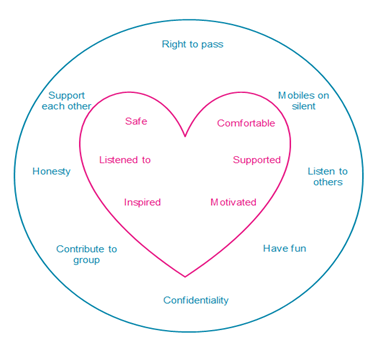 Right to pass
Support
each other
Mobiles on
silent
Safe
Comfortable
Honesty
Listened to
Supported
Listen to
others
Inspired
Motivated
Contribute to
group
Have fun
Confidentiality